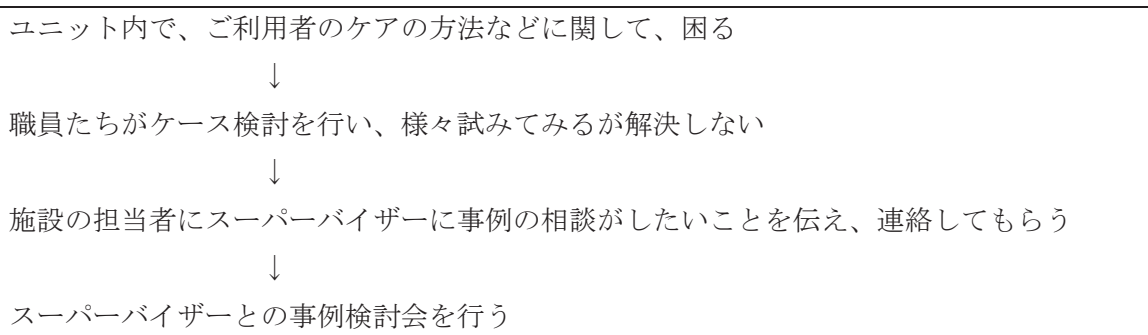 ユニット内で、ご利用者のケアの方法などに関して、困る
↓
職員たちがケース検討を行い、様々試みてみるが解決しない
↓
施設の担当者にスーパーバイザーに事例の相談がしたいことを伝え、連絡してもらう
↓
スーパーバイザーとの事例検討会を行う